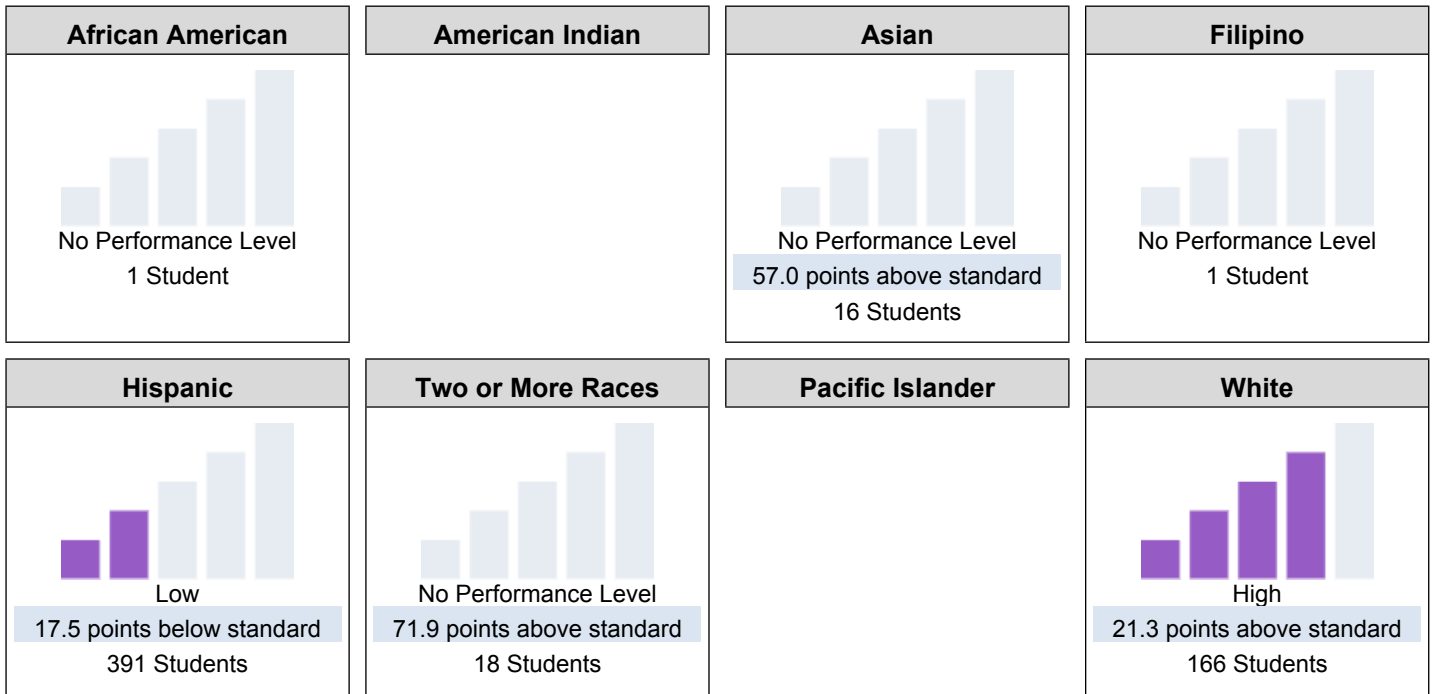 African American
No Performance Level
1 Student
American Indian
Asian
No Performance Level
57.0 points above standard
16 Students
Filipino
No Performance Level
1 Student
Hispanic
Low
17.5 points below standard
391 Students
Two or More Races
No Performance Level
71.9 points above standard
18 Students
Pacific Islander
White
High
21.3 points above standard
166 Students